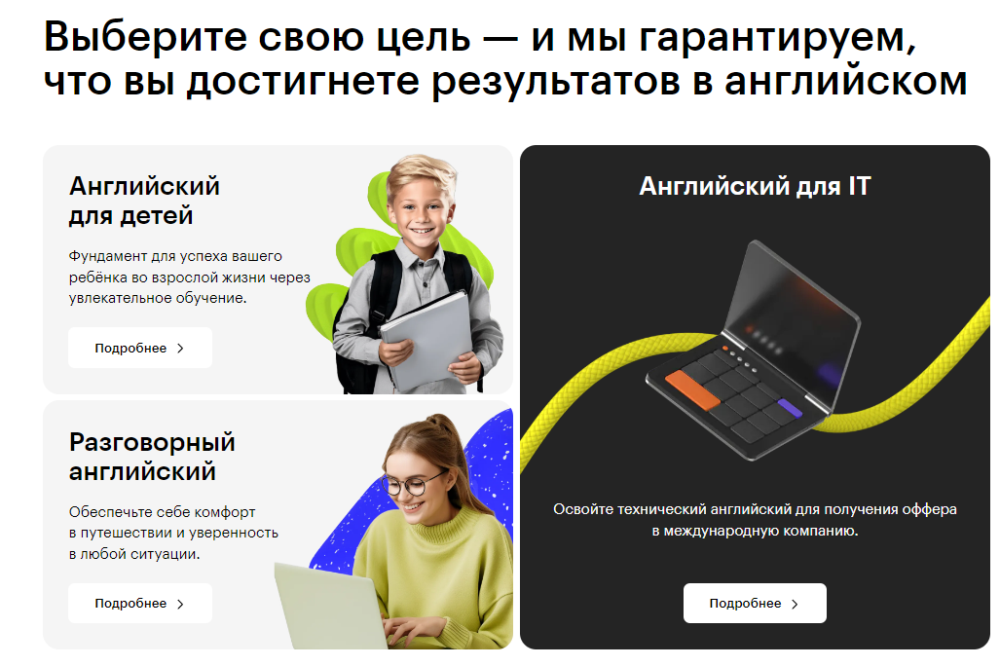 Выберите свою цель — и мы гарантируем,
что вы достигнете результатов в английском
Английский
для детей
Фундамент для успеха вашего
ребёнка во взрослой жизни через
увлекательное обучение.
Подробнее
Разговорный
английский
Обеспечьте себе комфорт
в путешествии и уверенность
в любой ситуации.
Подробнее
Английский для IT
Освойте технический английский для получения оффера
в международную компанию.
Подробнее